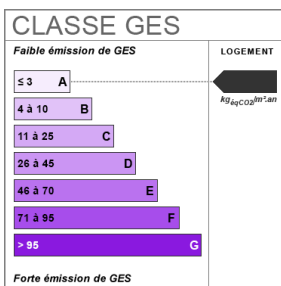 CLASSE GES
Faible émission de GES
LOGEMENT
≤ 3 A
4 à 10 B
kgéqCO2/m².an
11 à 25 C
26 à 45 D
46 à 70 E
71 à 95 F
> 95 G
Forte émission de GES